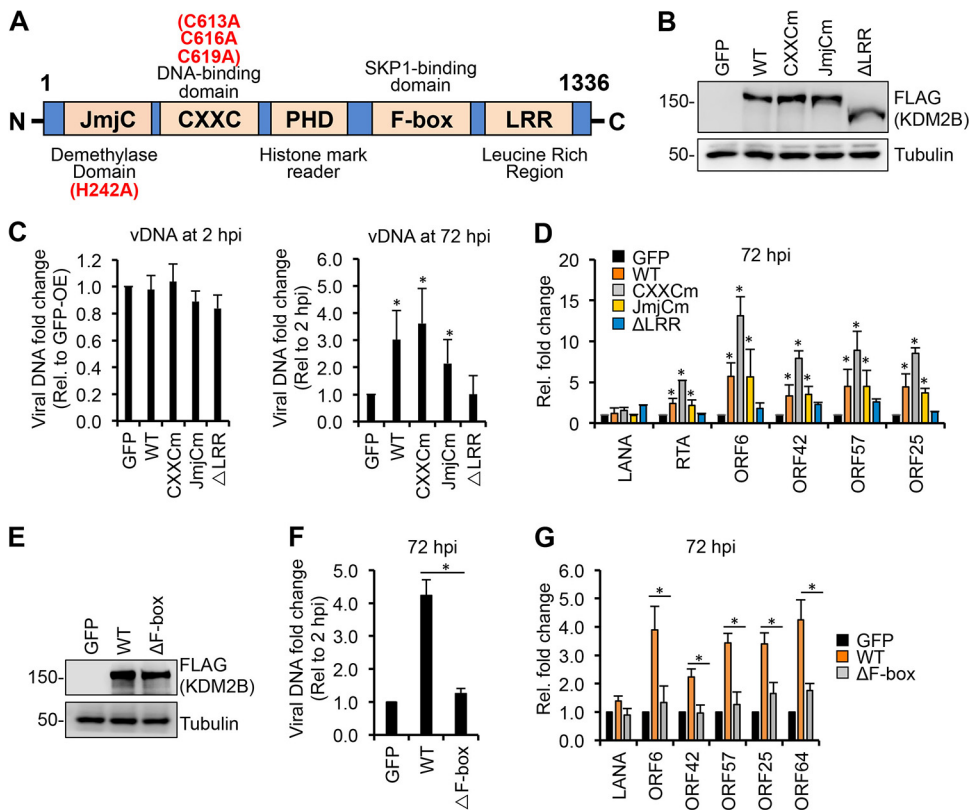 A
(C613A
C616A
C619A)
DNA-binding
domain
SKP1-binding
domain
1
1336
N
JmjC
CXXC
PHD
F-box
LRR
C
Demethylase
Domain
(H242A)
Histone mark
reader
Leucine Rich
Region
B
GFP
WT
CXXCm
JmjCm
ΔLRR
150-
FLAG
(KDM2B)
50-
Tubulin
C
vDNA at 2 hpi
Viral DNA fold change
(Rel. to GFP-OE)
1.2
1.0
0.8
0.6
0.4
0.2
0.0
GFP
WT
CXXCm
JmjCm
△LRR
vDNA at 72 hpi
Viral DNA fold change
(Rel to 2 hpi)
6.0
5.0
4.0
3.0
2.0
1.0
0.0
*
*
*
GFP
WT
CXXCm
JmjCm
△LRR
D
72 hpi
GFP
WT
CXXCm
JmjCm
ΔLRR
Rel. fold change
20
15
10
5
0
* * *
* * *
* * *
* * *
* * *
LANA
RTA
ORF6
ORF42
ORF57
ORF25
E
GFP
WT
ΔF-box
150-
FLAG
(KDM2B)
50-
Tubulin
F
72 hpi
Viral DNA fold change
(Rel to 2 hpi)
5.0
4.0
3.0
2.0
1.0
0.0
*
GFP
WT
△F-box
G
72 hpi
Rel. fold change
6.0
5.0
4.0
3.0
2.0
1.0
0.0
*
*
*
*
*
LANA
ORF6
ORF42
ORF57
ORF25
ORF64
GFP
WT
ΔF-box